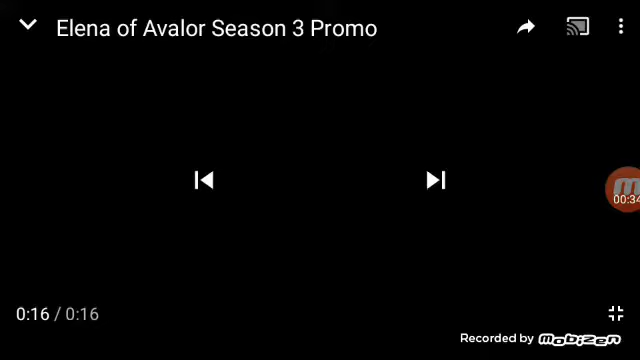 Elena of Avalor Season 3 Promo
00:34
0:16 / 0:16
Recorded by mobizen